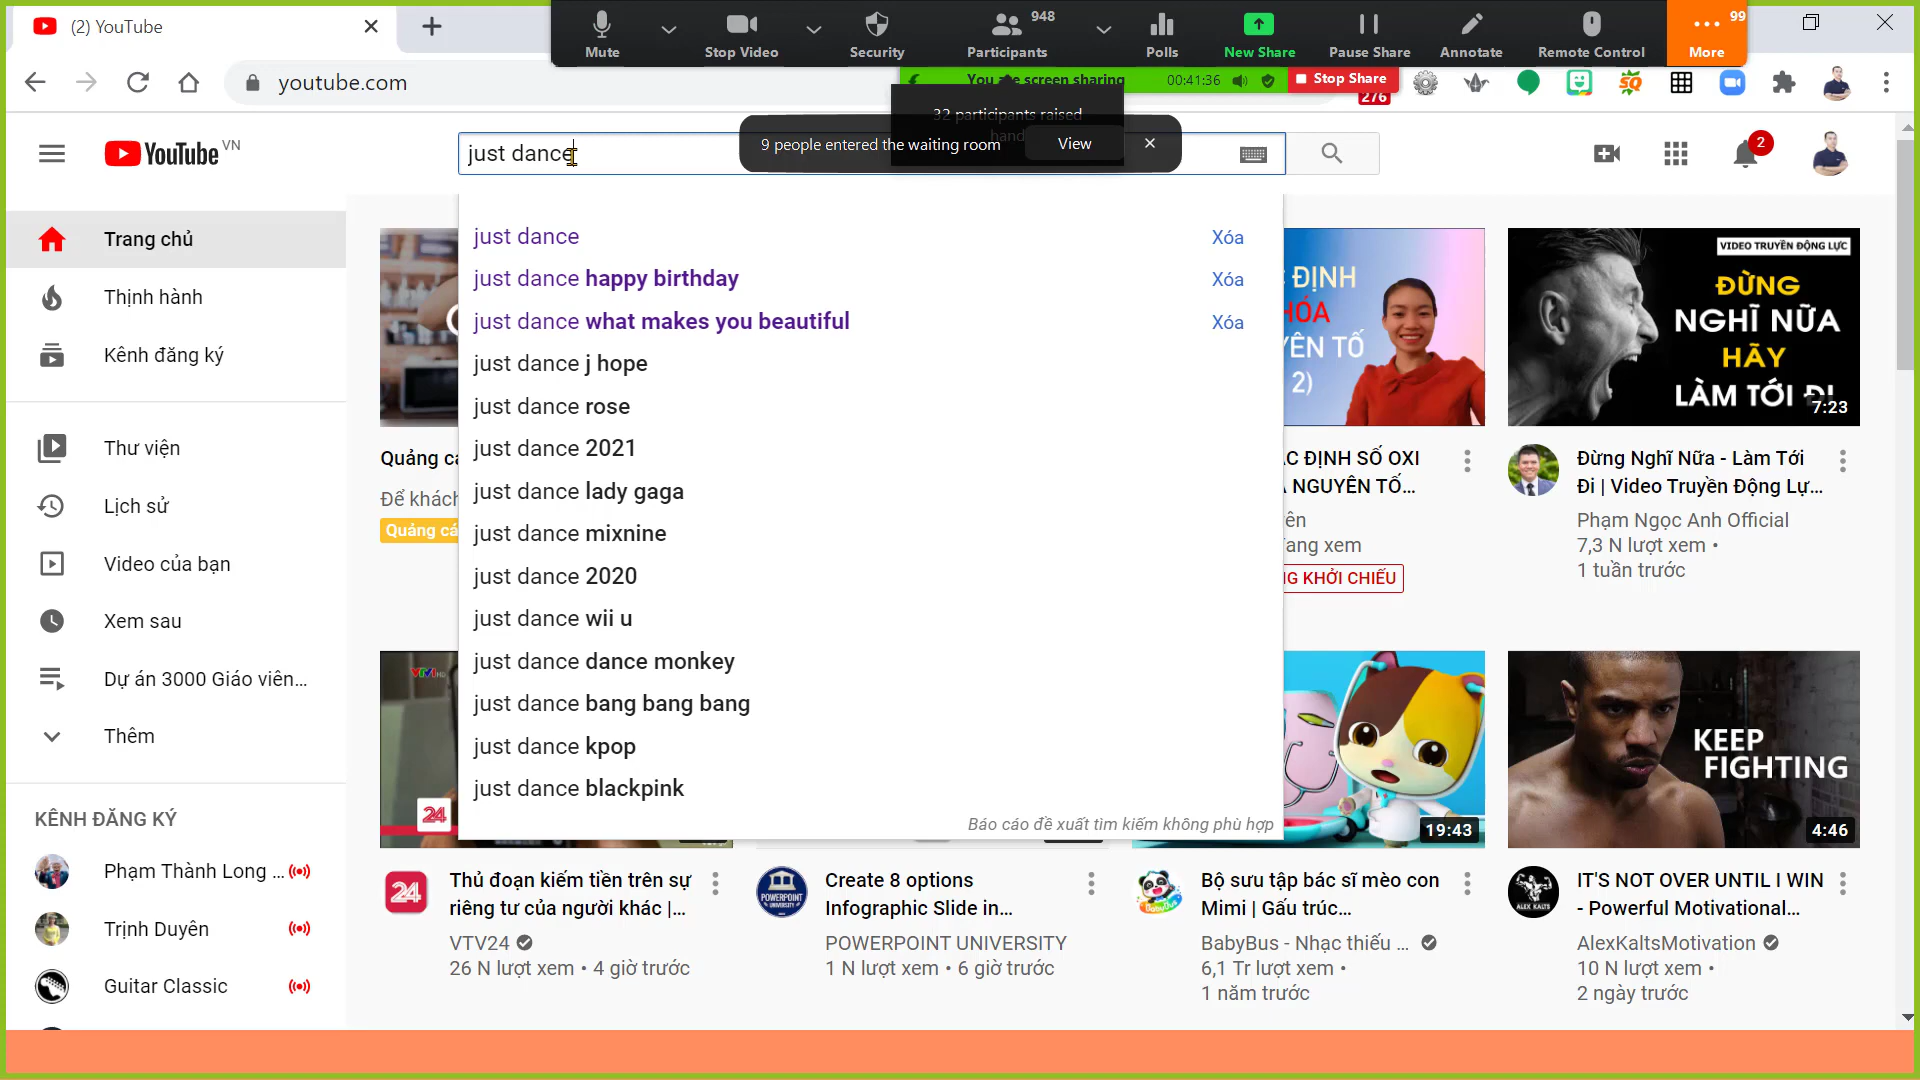 (2) YouTube
Mute
Stop Video
Security
948
Participants
Polls
New Share
Pause Share
Annotate
Remote Control
99
More
youtube.com
screen sharing
00:41:36
Stop Share
276
32 participants raised
9 people entered the waiting room
View
YouTube VN
just dance
2
Trang chủ
Thịnh hành
Kênh đăng ký
Thư viện
Lịch sử
Video của bạn
Xem sau
Dự án 3000 Giáo viên...
Thêm
KÊNH ĐĂNG KÝ
Phạm Thành Long ...
Trịnh Duyên
Guitar Classic
just dance Xóa
just dance happy birthday Xóa
just dance what makes you beautiful Xóa
just dance j hope
just dance rose
just dance 2021
just dance lady gaga
just dance mixnine
just dance 2020
just dance wii u
just dance dance monkey
just dance bang bang bang
just dance kpop
just dance blackpink
Báo cáo đề xuất tìm kiếm không phù hợp
Quảng
Để khách
Quảng
ĐỊNH
TỐ
2)
ĐỊNH SỐ OXI
NGUYÊN TỐ...
xem
KHỞI CHIẾU
VIDEO TRUYỀN ĐỘNG LỰC
ĐỪNG
NGHĨ NỮA
HÃY
LÀM TỚI ĐI
7:23
Đừng Nghĩ Nữa - Làm Tới
Đi | Video Truyền Động Lự...
Phạm Ngọc Anh Official
7,3 N lượt xem •
1 tuần trước
VTV1 HD
24
24
Thủ đoạn kiếm tiền trên sự
riêng tư của người khác |...
VTV24
26 N lượt xem • 4 giờ trước
POWERPOINT
UNIVERSITY
Create 8 options
Infographic Slide in...
POWERPOINT UNIVERSITY
1 N lượt xem • 6 giờ trước
19:43
BabyBus
Bộ sưu tập bác sĩ mèo con
Mimi | Gấu trúc...
BabyBus - Nhạc thiếu ...
6,1 Tr lượt xem •
1 năm trước
KEEP
FIGHTING
4:46
ALEX KALTS
IT'S NOT OVER UNTIL I WIN
- Powerful Motivational...
AlexKaltsMotivation
10 N lượt xem •
2 ngày trước